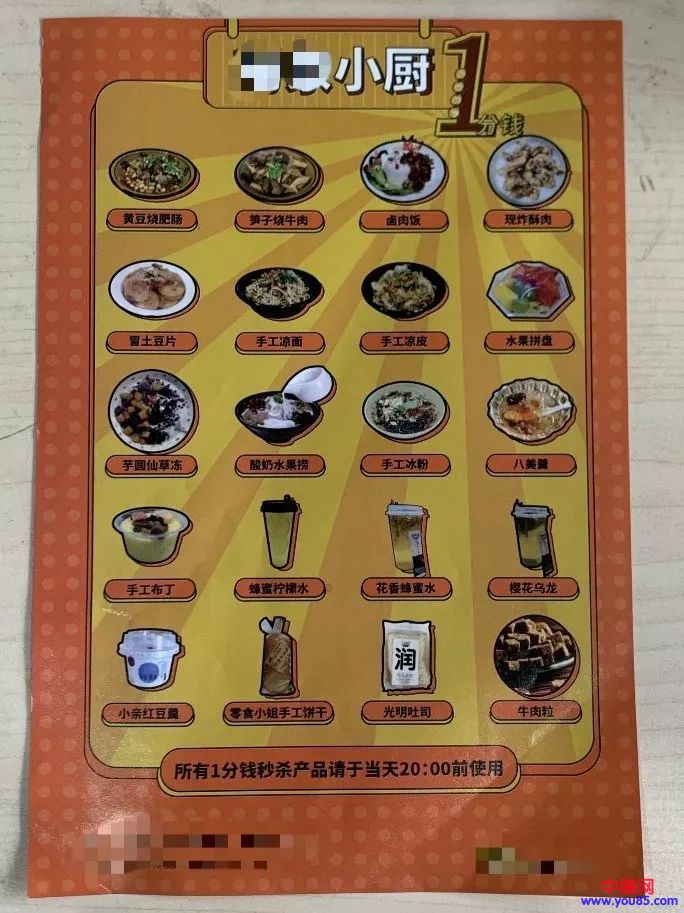 小厨
1分钱
黄豆烧肥肠
笋子烧牛肉
卤肉饭
现炸酥肉
冒土豆片
手工凉面
手工凉皮
水果拼盘
芋圆仙草冻
酸奶水果捞
手工冰粉
八美羹
手工布丁
蜂蜜柠檬水
花香蜂蜜水
樱花乌龙
润
小亲红豆羹
零食小姐手工饼干
光明吐司
牛肉粒
所有1分钱秒杀产品请于当天20:00前使用
中赚网
www.you85.com